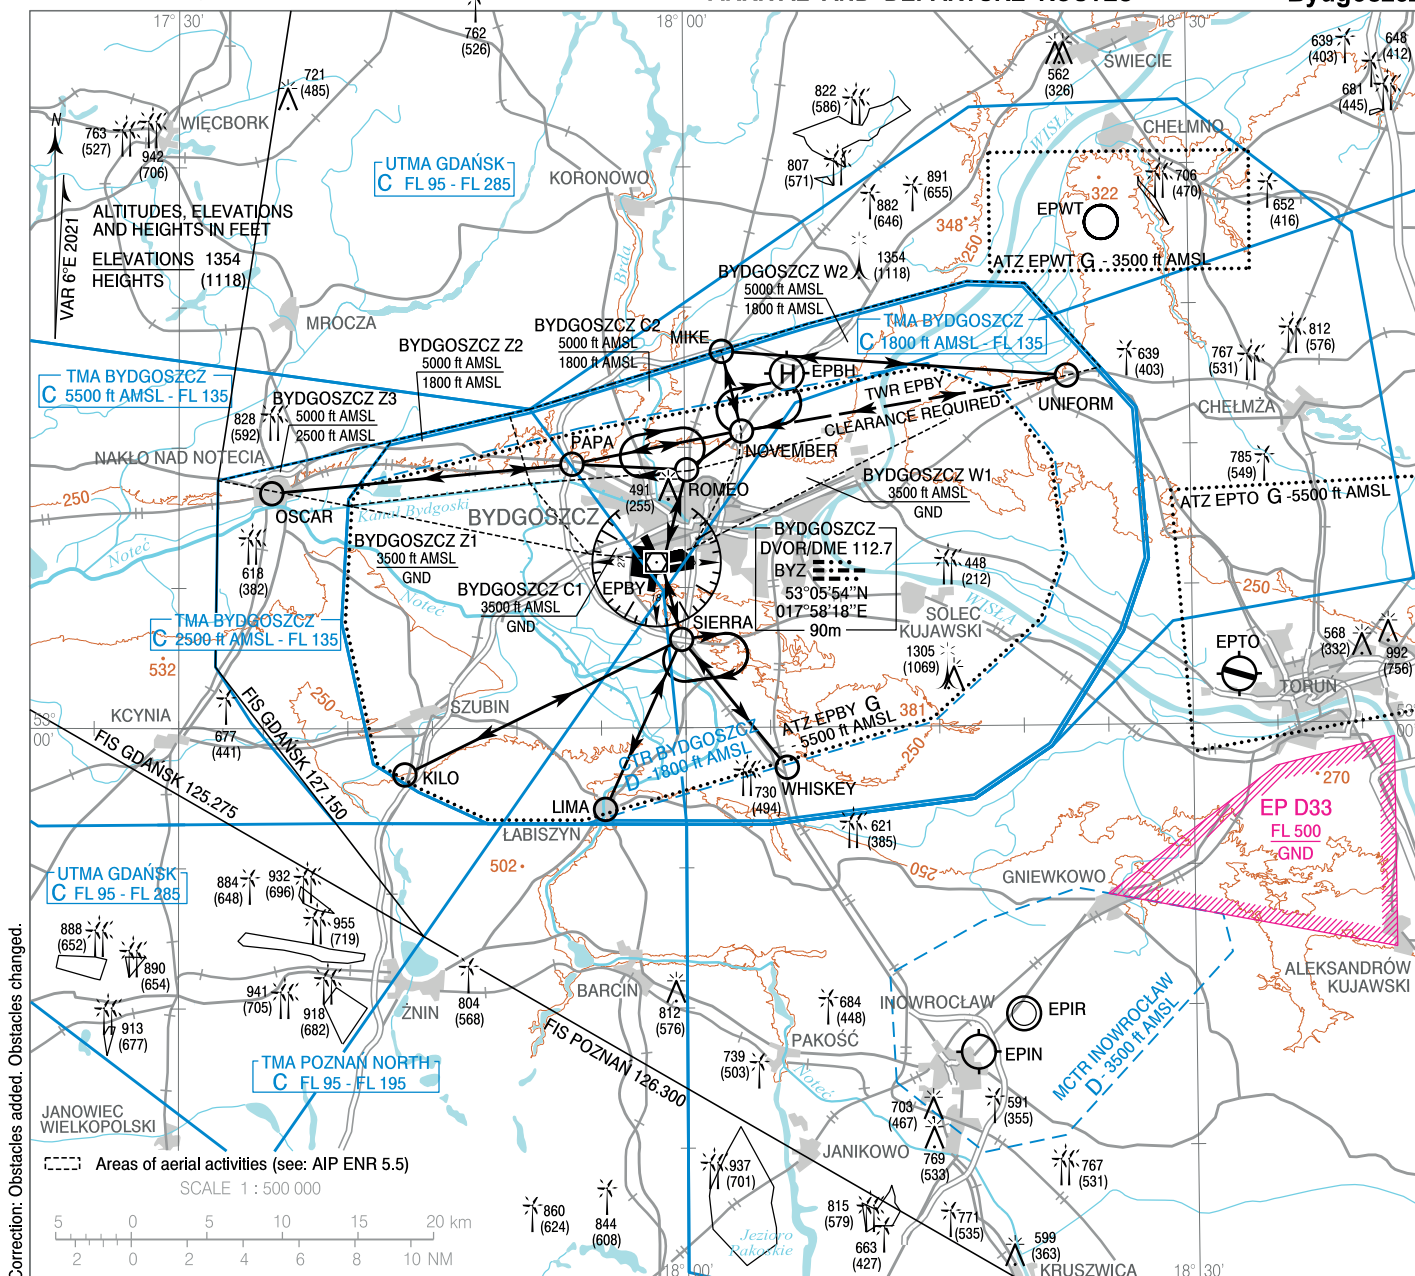 ARRIVAL AND DEPARTURE ROUTES
17° 30'
18° 00'
18° 30'
762
(526)
721
(485)
WIĘCBORK
763
(527)
942
(706)
N
VAR 6°E 2021
ALTITUDES, ELEVATIONS
AND HEIGHTS IN FEET
ELEVATIONS 1354
HEIGHTS (1118)
UTMA GDAŃSK
C FL 95 - FL 285
KORONOWO
822
(586)
807
(571)
891
(655)
882
(646)
1354
(1118)
562
(326)
ŚWIECIE
639
(403)
648
(412)
681
(445)
WISŁA
CHEŁMNO
706
(470)
652
(416)
322
348
250
EPWT
ATZ EPWT G - 3500 ft AMSL
Brda
MROCZA
BYDGOSZCZ W2
5000 ft AMSL
1800 ft AMSL
BYDGOSZCZ C2
5000 ft AMSL
1800 ft AMSL
BYDGOSZCZ Z2
5000 ft AMSL
1800 ft AMSL
MIKE
EPBH
H
TMA BYDGOSZCZ
C 1800 ft AMSL - FL 135
812
(576)
639
(403)
767
(531)
TMA BYDGOSZCZ
C 5500 ft AMSL - FL 135
BYDGOSZCZ Z3
5000 ft AMSL
2500 ft AMSL
828
(592)
TWR EPBY
CLEARANCE REQUIRED
UNIFORM
CHEŁMŻA
NAKŁO NAD NOTECIĄ
PAPA
NOVEMBER
785
(549)
250
OSCAR
Kanał Bydgoski
491
(255)
ROMEO
BYDGOSZCZ W1
3500 ft AMSL
GND
ATZ EPTO G -5500 ft AMSL
BYDGOSZCZ
Noteć
BYDGOSZCZ Z1
3500 ft AMSL
GND
BYDGOSZCZ
DVOR/DME 112.7
BYZ
53°05'54''N
017°58'18''E
90m
618
(382)
BYDGOSZCZ C1
3500 ft AMSL
GND
EPBY
27
Noteć
448
(212)
SOLEC
KUJAWSKI
WISŁA
250
TMA BYDGOSZCZ
C 2500 ft AMSL - FL 135
SIERRA
1305
(1069)
EPTO
568
(332)
992
(756)
TORUŃ
532
250
FIS GDAŃSK 127.150
KCYNIA
677
(441)
SZUBIN
ATZ EPBY G
- 5500 ft AMSL
381
250
53°
00'
FIS GDAŃSK 125.275
CTR BYDGOSZCZ
D -1800 ft AMSL
KILO
LIMA
730
(494)
WHISKEY
270
EP D33
FL 500
GND
ŁABISZYN
621
(385)
502
250
GNIEWKOWO
UTMA GDAŃSK
C FL 95 - FL 285
884
(648)
932
(696)
955
(719)
888
(652)
890
(654)
941
(705)
918
(682)
913
(677)
ŻNIN
804
(568)
BARCIN
812
(576)
684
(448)
INOWROCŁAW
EPIR
EPIN
MCTR INOWROCŁAW
D - 3500 ft AMSL
ALEKSANDRÓW
KUJAWSKI
FIS POZNAŃ 126.300
PAKOŚĆ
739
(503)
Noteć
TMA POZNAŃ NORTH
C FL 95 - FL 195
703
(467)
591
(355)
JANOWIEC
WIELKOPOLSKI
JANIKOWO
769
(533)
767
(531)
937
(701)
Areas of aerial activities (see: AIP ENR 5.5)
SCALE 1 : 500 000
5 0 5 10 15 20 km
2 0 2 4 6 8 10 NM
860
(624)
844
(608)
815
(579)
663
(427)
771
(535)
599
(363)
Jezioro
Pakoskie
KRUSZWICA
18° 00'
18° 30'
Correction: Obstacles added. Obstacles changed.